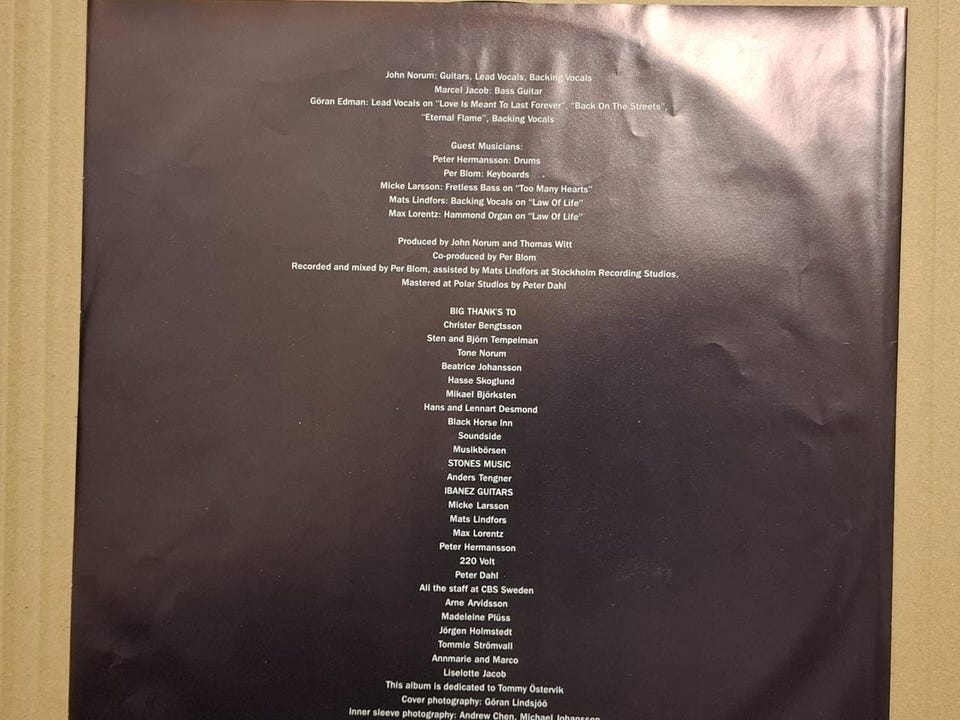 John Norum: Guitars, Lead Vocals, Backing Vocals
Marcel Jacob: Bass Guitar
Göran Edman: Lead Vocals on "Love Is Meant To Last Forever", "Back On The Streets",
"Eternal Flame", Backing Vocals
Guest Musicians:
Peter Hermansson: Drums
Per Blom: Keyboards
Micke Larsson: Fretless Bass on "Too Many Hearts"
Mats Lindfors: Backing Vocals on "Law Of Life"
Max Lorentz: Hammond Organ on "Law Of Life"
Produced by John Norum and Thomas Witt
Co-produced by Per Blom
Recorded and mixed by Per Blom, assisted by Mats Lindfors at Stockholm Recording Studios.
Mastered at Polar Studios by Peter Dahl
BIG THANK'S TO
Christer Bengtsson
Sten and Björn Tempelman
Tone Norum
Beatrice Johansson
Hasse Skoglund
Mikael Björksten
Hans and Lennart Desmond
Black Horse Inn
Soundside
Musikbörsen
STONES MUSIC
Anders Tengner
IBANEZ GUITARS
Micke Larsson
Mats Lindfors
Max Lorentz
Peter Hermansson
220 Volt
Peter Dahl
All the staff at CBS Sweden
Arne Arvidsson
Madeleine Plüss
Jörgen Holmstedt
Tommie Strömvall
Annmarie and Marco
Liselotte Jacob
This album is dedicated to Tommy Östervik
Cover photography: Göran Lindsjöö
Inner sleeve photography: Andrew Chen, Michael Johansson